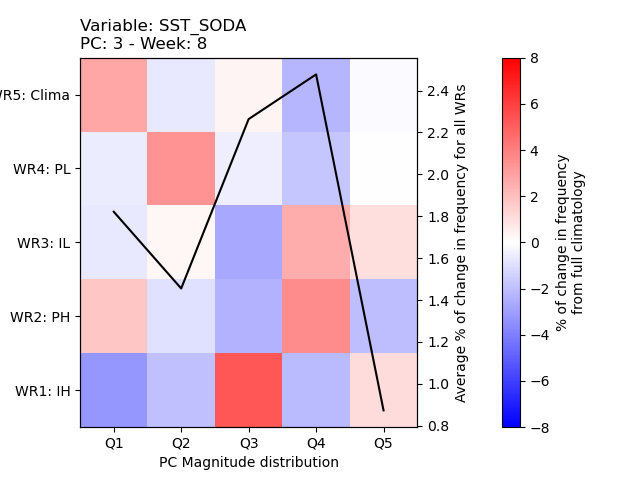 Variable: SST_SODA
PC: 3 - Week: 8
WR5: Clima
WR4: PL
WR3: IL
WR2: PH
WR1: IH
Q1 Q2 Q3 Q4 Q5
PC Magnitude distribution
2.4
2.2
2.0
1.8
1.6
1.4
1.2
1.0
0.8
Average % of change in frequency for all WRs
8
6
4
2
0
−2
−4
−6
−8
% of change in frequency
from full climatology